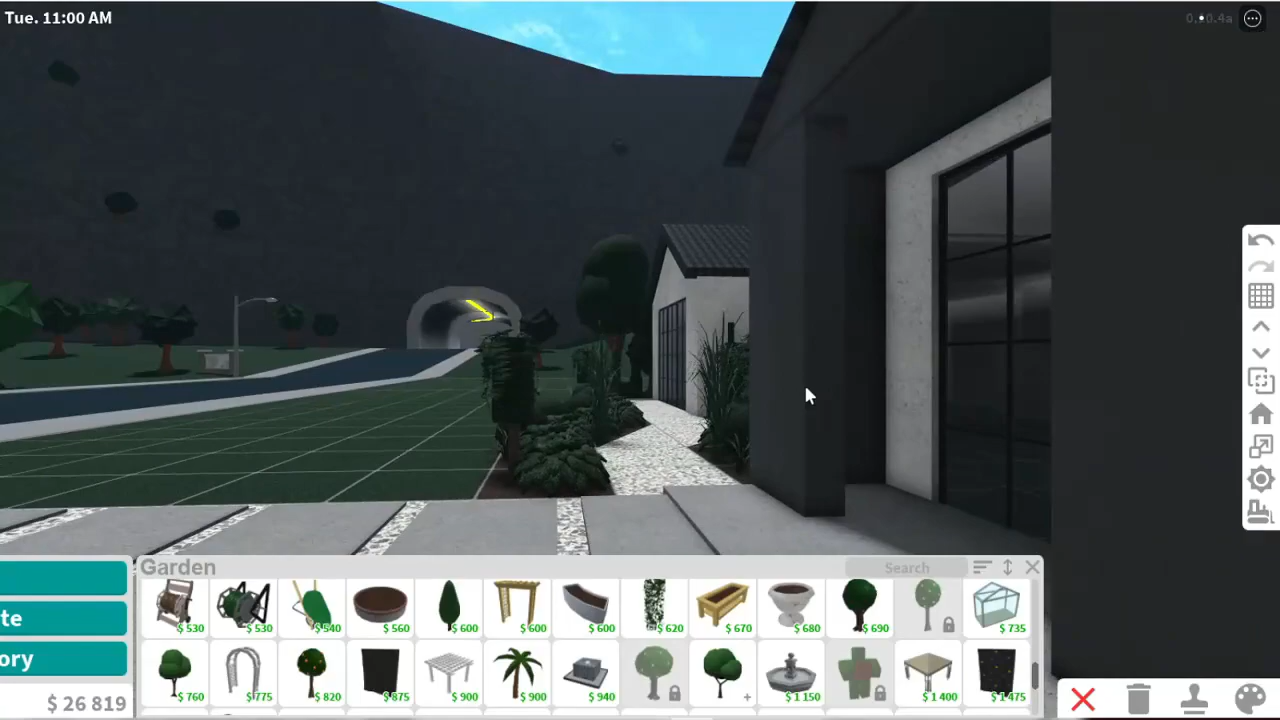 Tue. 11:00 AM
Garden
Search
$ 530
$ 530
$ 540
$ 560
$ 600
$ 600
$ 600
$ 620
$ 670
$ 680
$ 690
$ 735
te
ory
$ 760
$ 775
$ 820
$ 875
$ 900
$ 900
$ 940
$ 1 150
$ 1 400
$ 1 475
$ 26 819